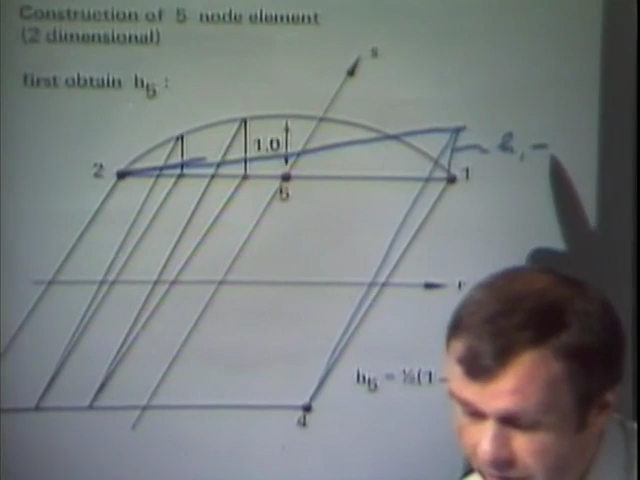 Construction of 5 node element
(2 dimensional)
first obtain h5 :
s
1.0
2
5
1
h1 -
r
h5 = ½(1-
4